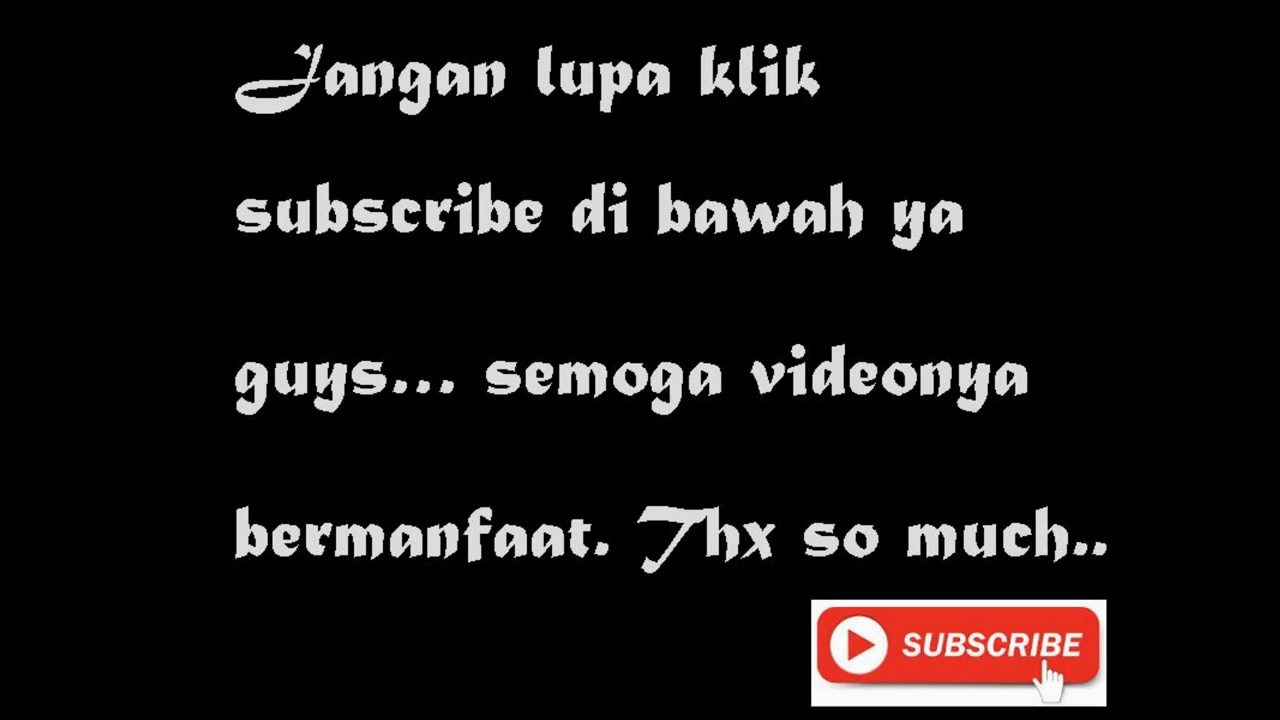 Jangan lupa klik
subscribe di bawah ya
guys... semoga videonya
bermanfaat. Thx so much..
SUBSCRIBE